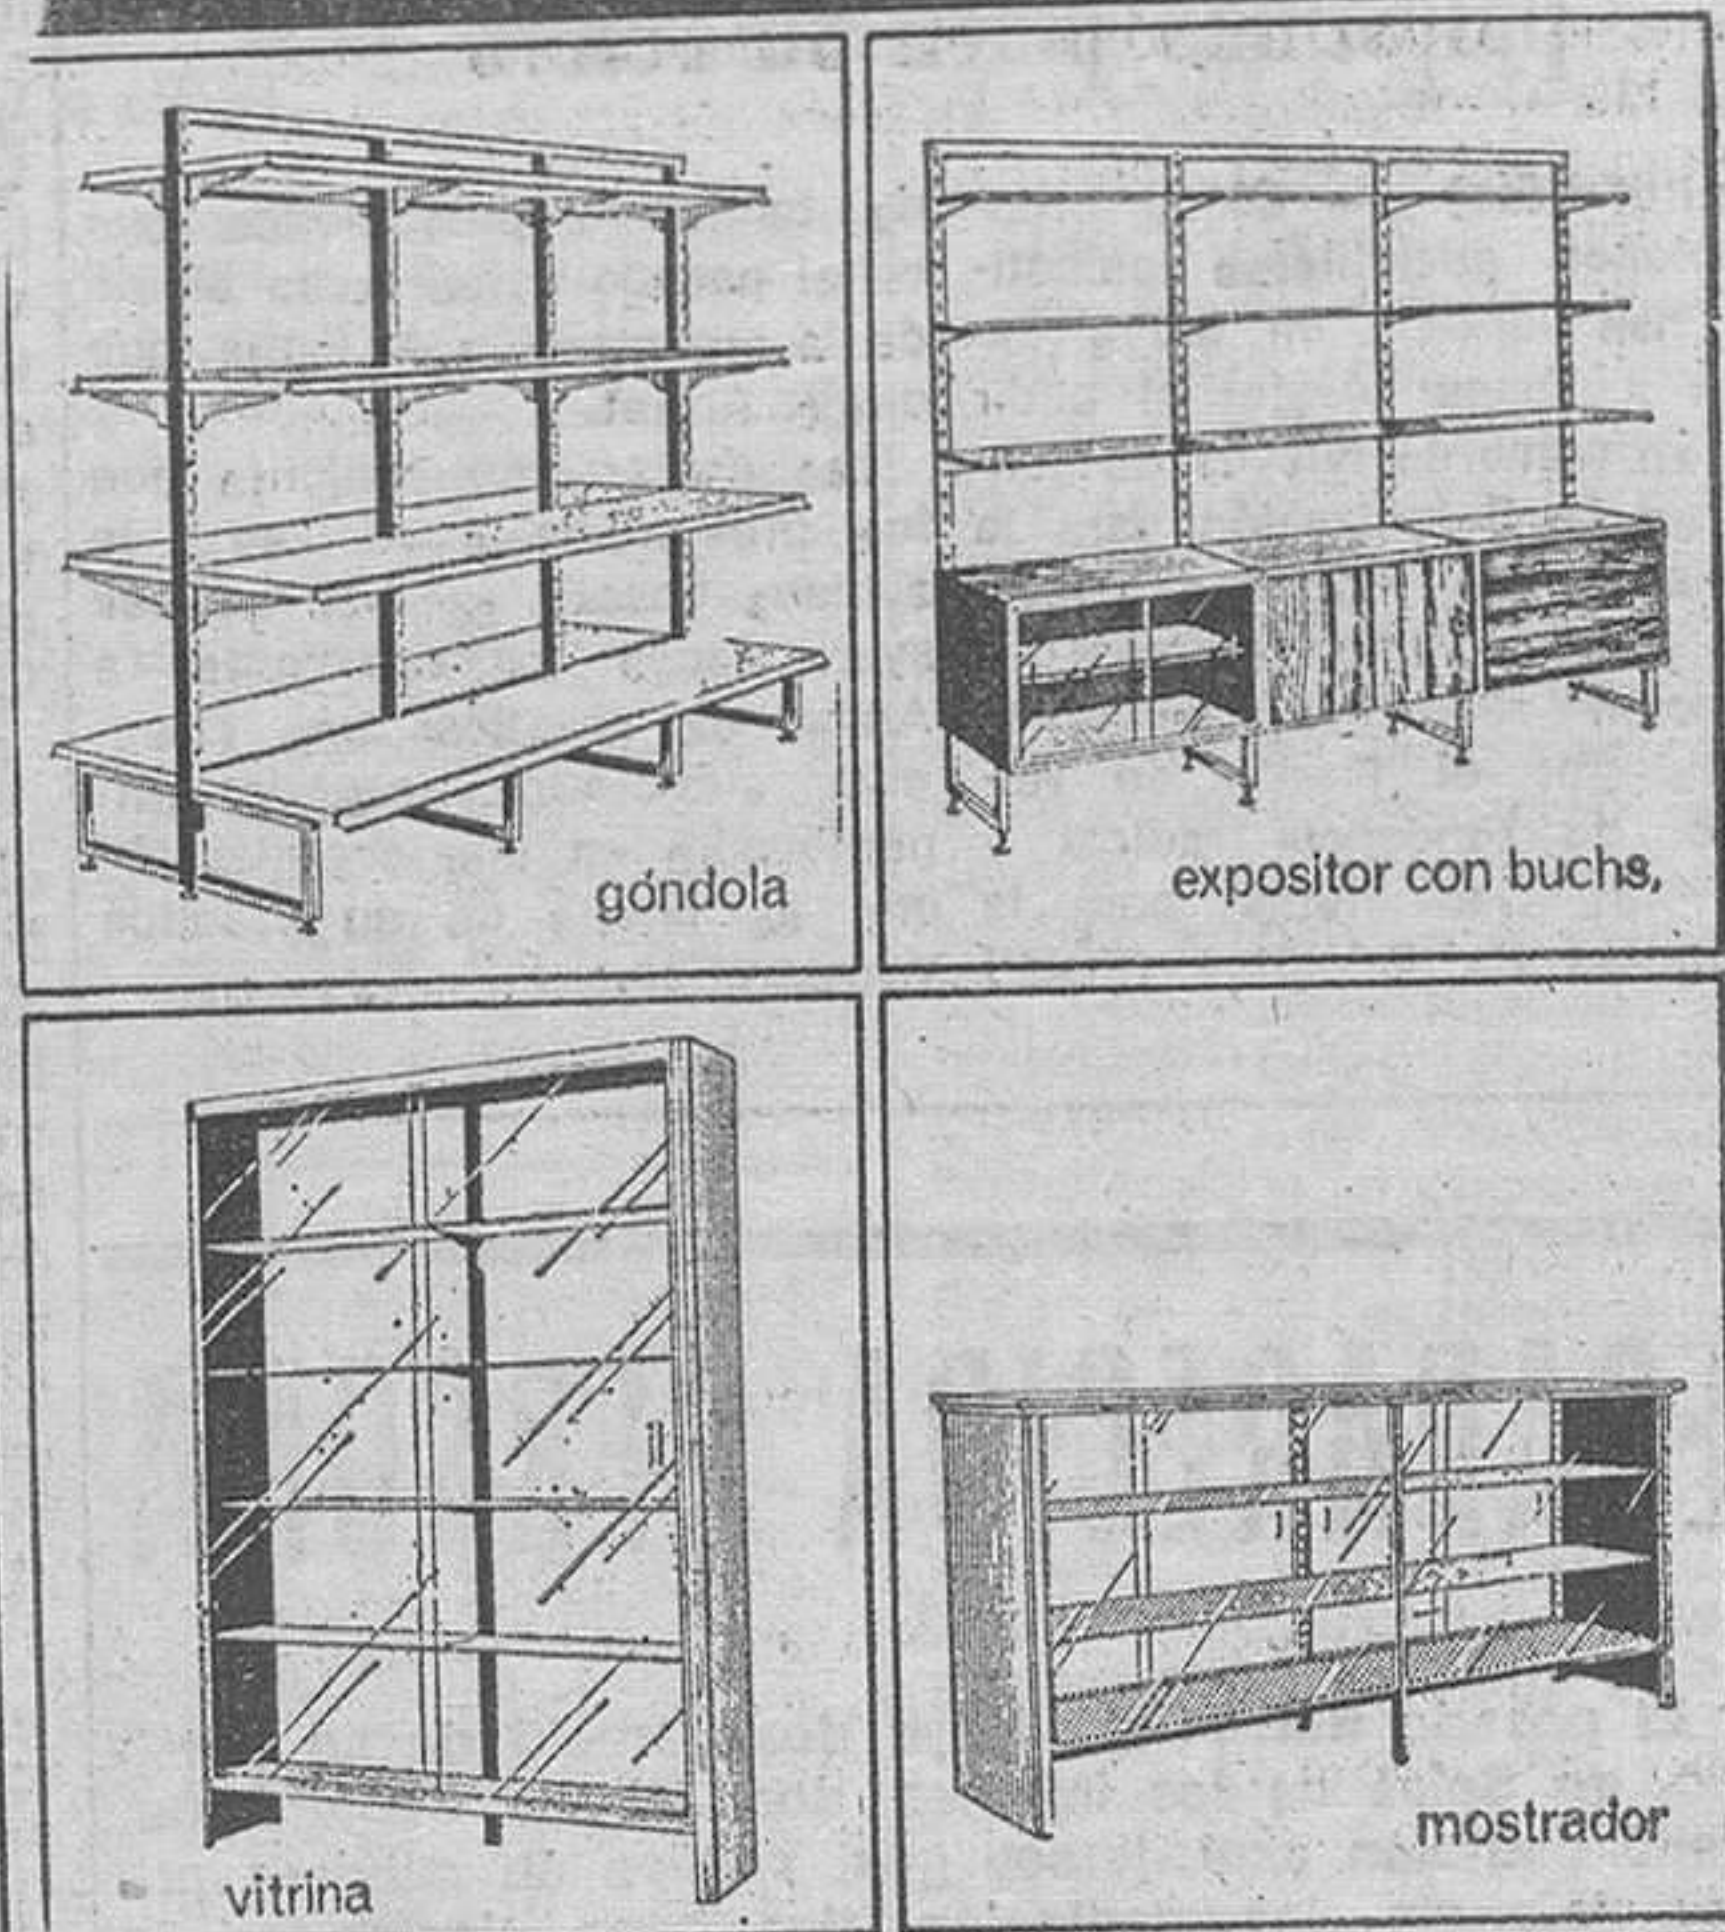 góndola
expositor con buchs,
vitrina
mostrador